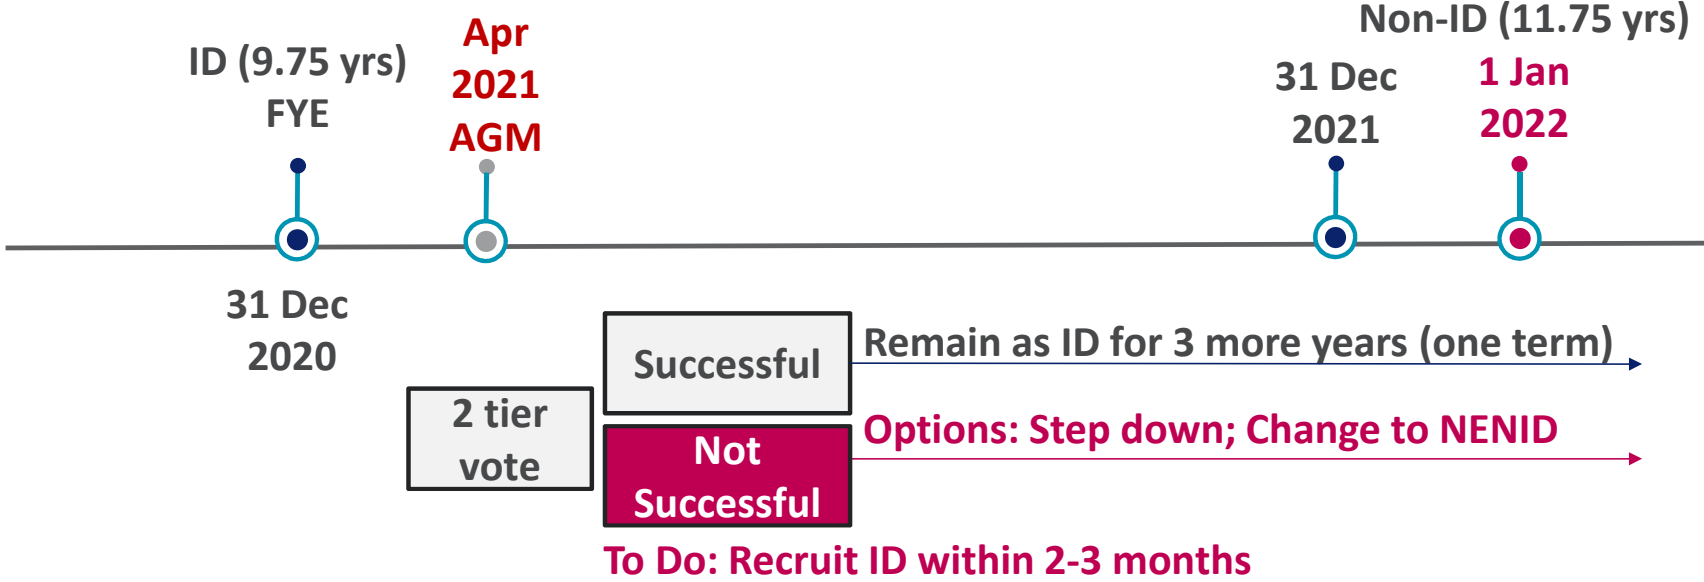 ID (9.75 yrs)
FYE
Apr
2021
AGM
31 Dec
2021
Non-ID (11.75 yrs)
1 Jan
2022
31 Dec
2020
2 tier
vote
Successful
Remain as ID for 3 more years (one term)
Not
Successful
Options: Step down; Change to NENID
To Do: Recruit ID within 2-3 months